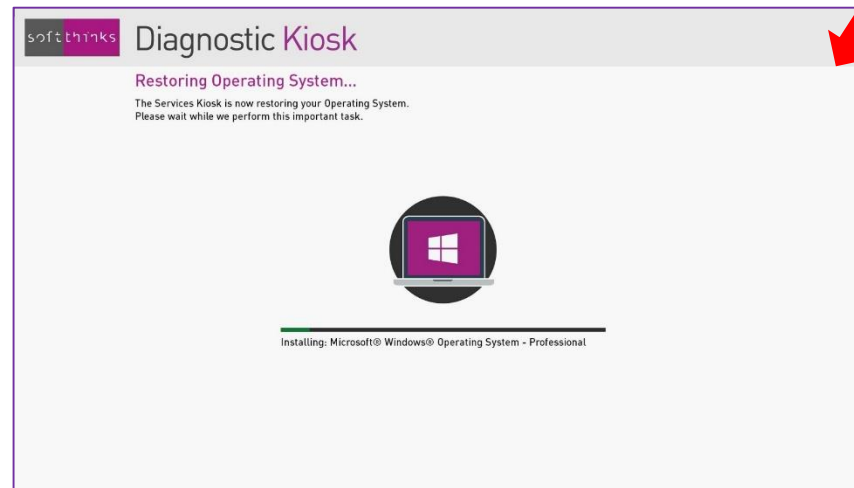 softthinks
Diagnostic Kiosk
Restoring Operating System...
The Services Kiosk is now restoring your Operating System.
Please wait while we perform this important task.
Installing: Microsoft® Windows® Operating System - Professional